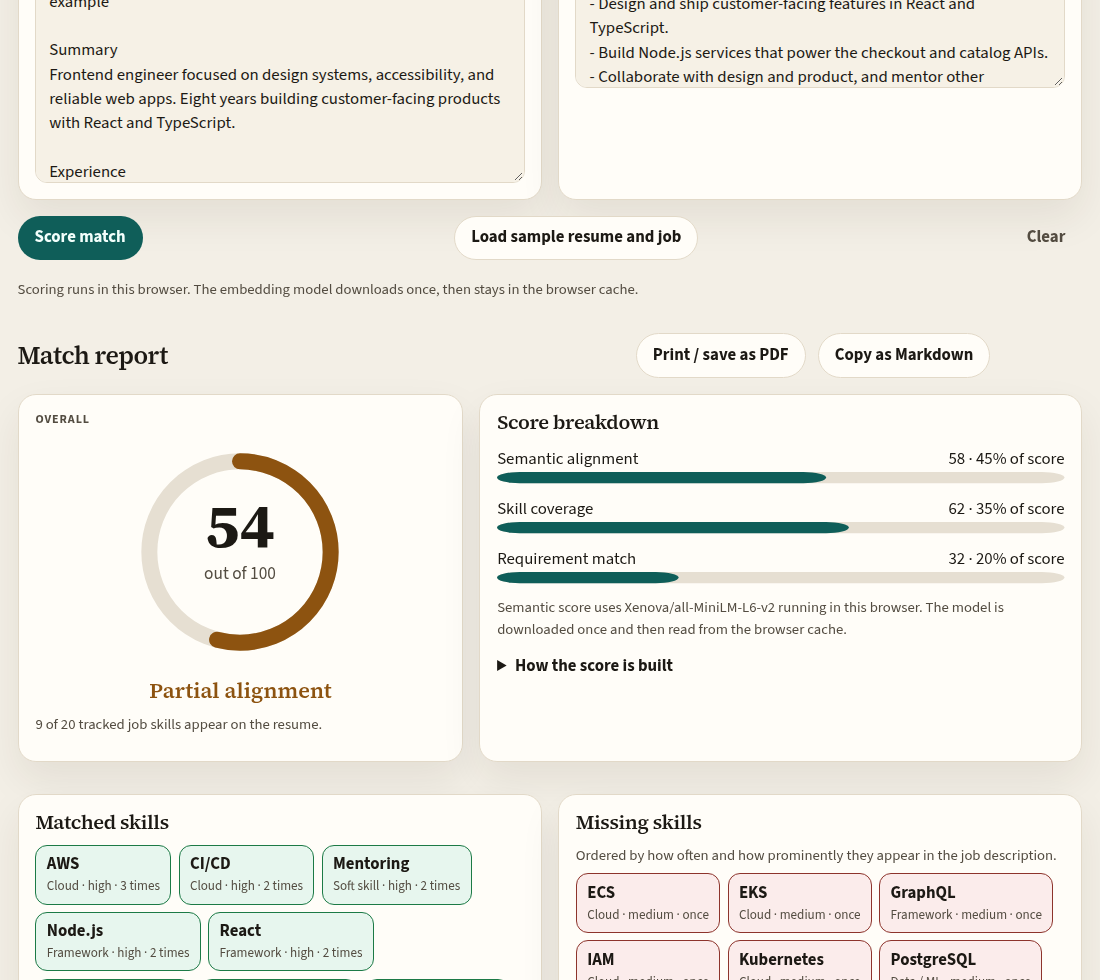 example
Summary
Frontend engineer focused on design systems, accessibility, and
reliable web apps. Eight years building customer-facing products
with React and TypeScript.
Experience
- Design and ship customer-facing features in React and
TypeScript.
- Build Node.js services that power the checkout and catalog APIs.
- Collaborate with design and product, and mentor other
Score match
Load sample resume and job
Clear
Scoring runs in this browser. The embedding model downloads once, then stays in the browser cache.
Match report
Print / save as PDF
Copy as Markdown
OVERALL
54
out of 100
Partial alignment
9 of 20 tracked job skills appear on the resume.
Score breakdown
Semantic alignment 58 · 45% of score
Skill coverage 62 · 35% of score
Requirement match 32 · 20% of score
Semantic score uses Xenova/all-MiniLM-L6-v2 running in this browser. The model is
downloaded once and then read from the browser cache.
How the score is built
Matched skills
AWS
Cloud · high · 3 times
CI/CD
Cloud · high · 2 times
Mentoring
Soft skill · high · 2 times
Node.js
Framework · high · 2 times
React
Framework · high · 2 times
Missing skills
Ordered by how often and how prominently they appear in the job description.
ECS
Cloud · medium · once
EKS
Cloud · medium · once
GraphQL
Framework · medium · once
IAM
Cloud · medium · once
Kubernetes
Cloud · medium · once
PostgreSQL
Data / ML · medium · once